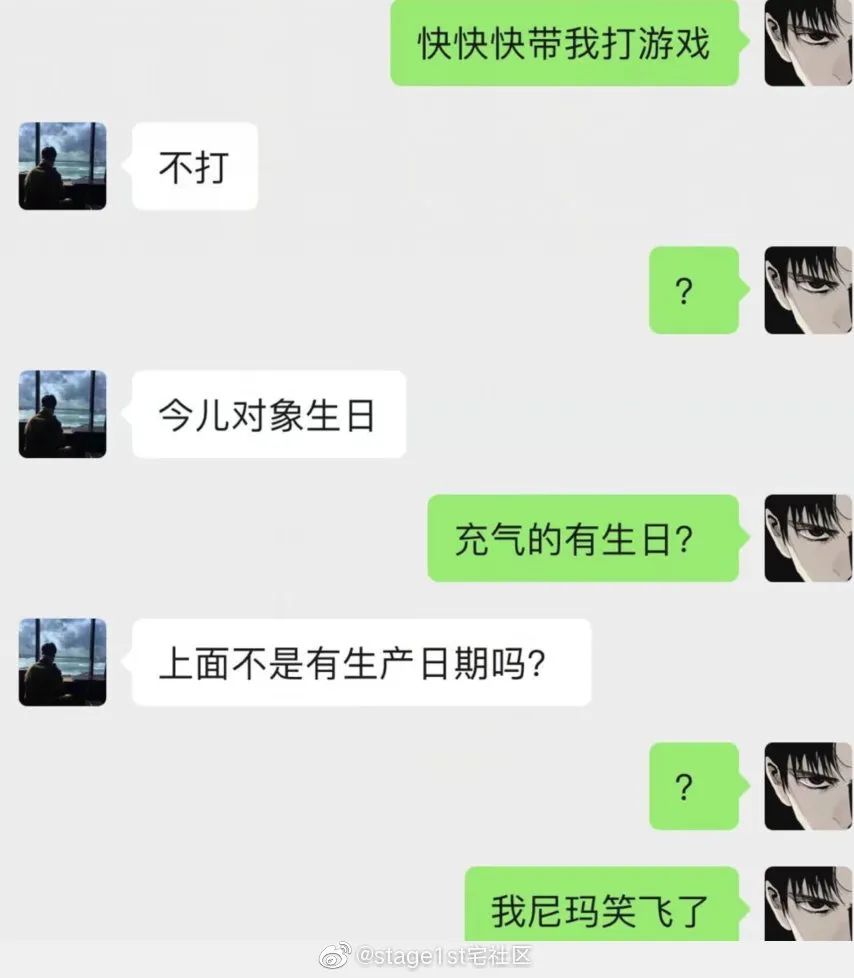 快快快带我打游戏
不打
？
今儿对象生日
充气的有生日？
上面不是有生产日期吗？
？
我尼玛笑飞了
@stage1st宅社区